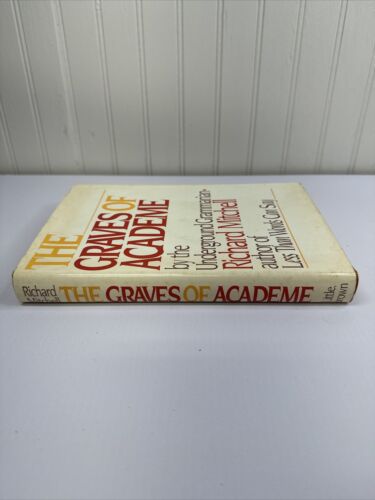 THE
GRAVES OF
ACADEME
by the
Underground Grammarian-
Richard Mitchell
author of
Less Than Words Can Say
Richard
Mitchell
THE GRAVES OF ACADEME
Little,
Brown